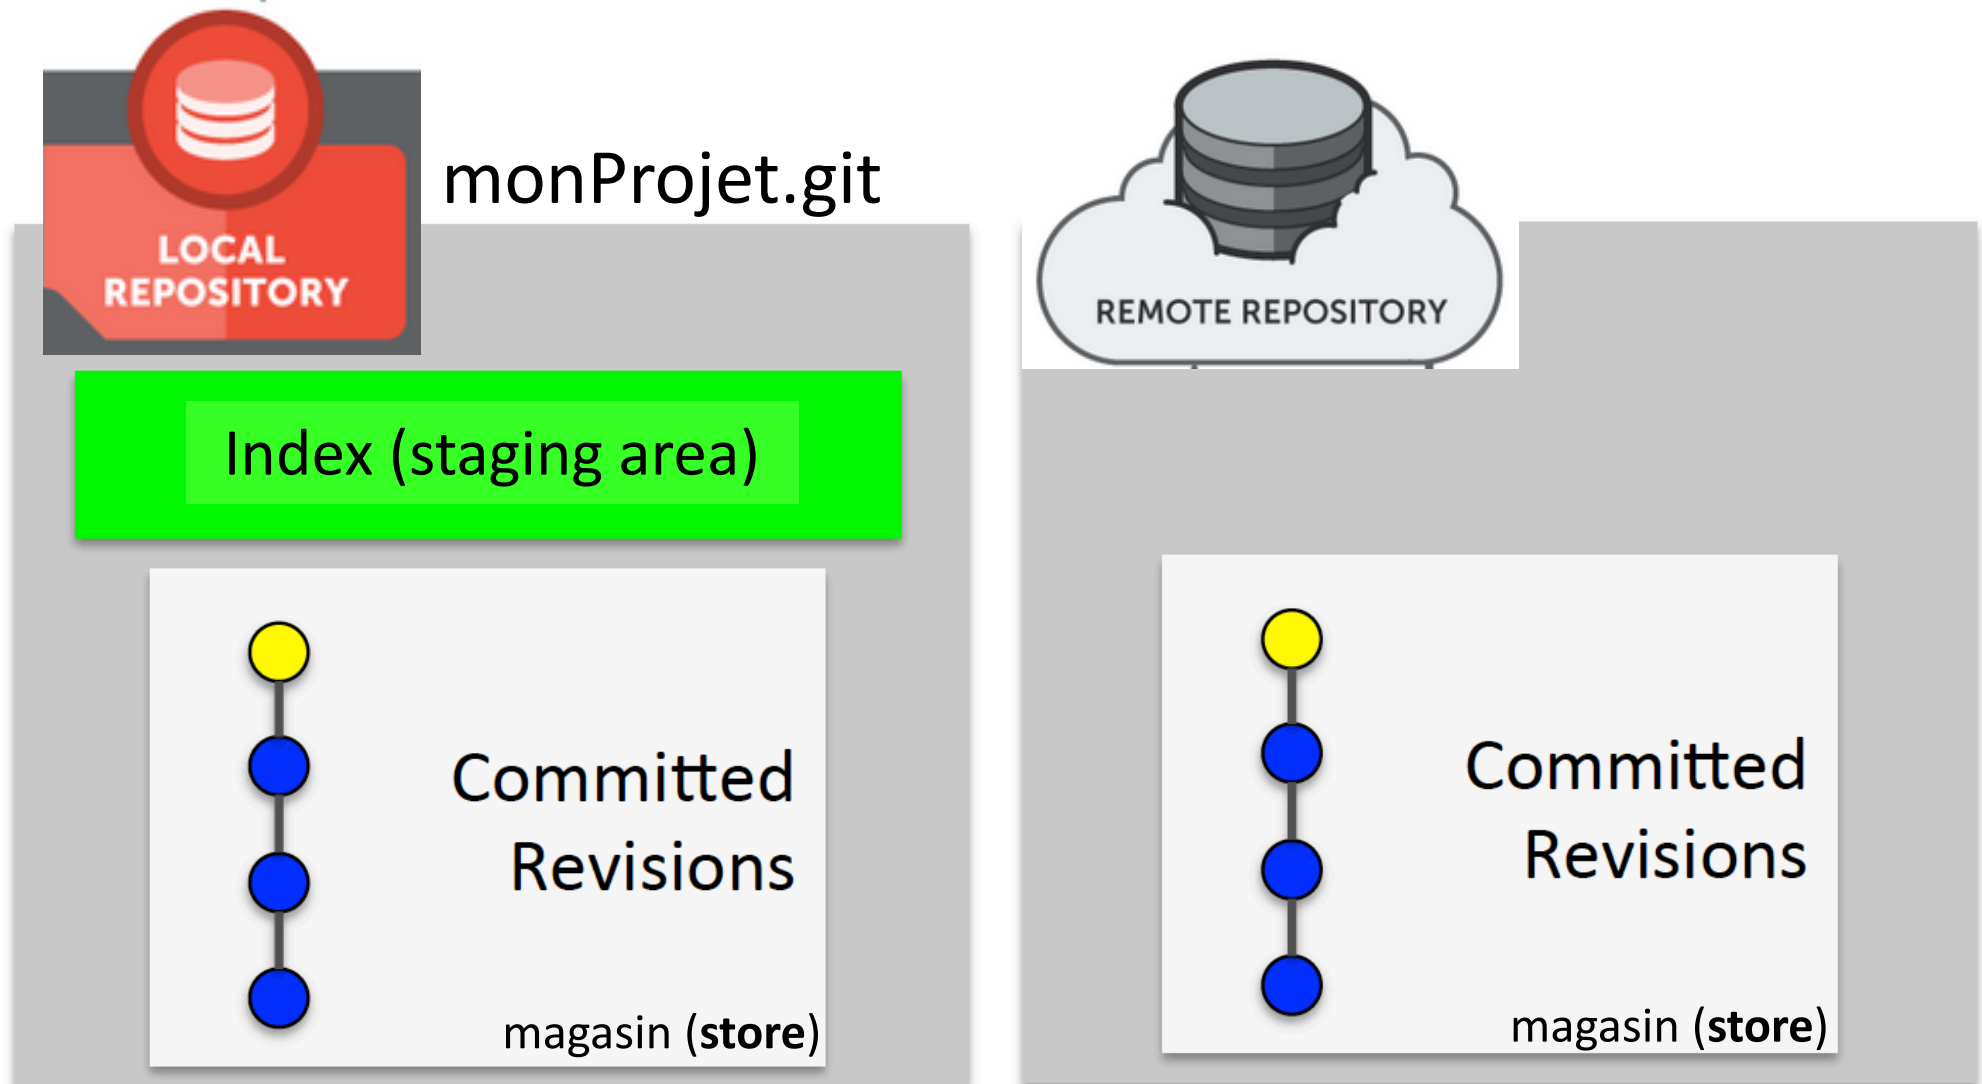 monProjet.git
LOCAL
REPOSITORY
Index (staging area)
Committed
Revisions
magasin (store)
REMOTE REPOSITORY
Committed
Revisions
magasin (store)